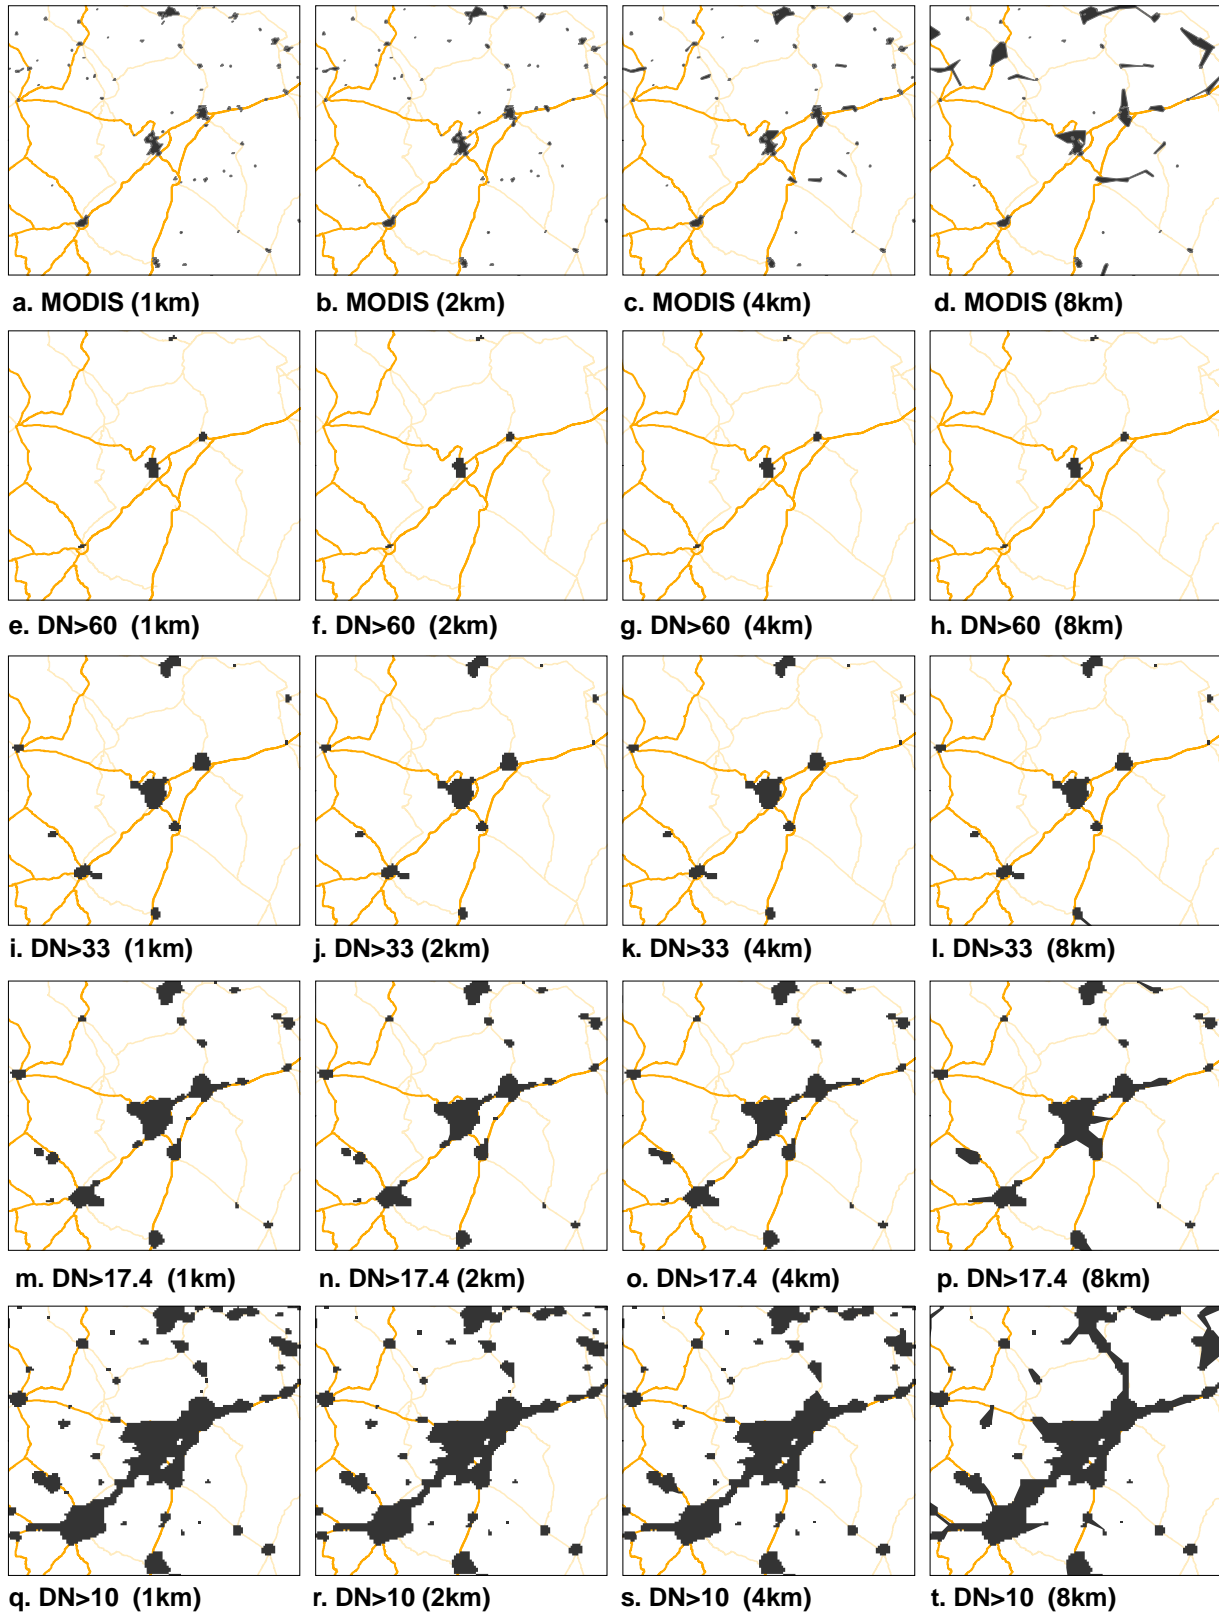 a. MODIS (1km) b. MODIS (2km) c. MODIS (4km) d. MODIS (8km)
e. DN>60 (1km) f. DN>60 (2km) g. DN>60 (4km) h. DN>60 (8km)
i. DN>33 (1km) j. DN>33 (2km) k. DN>33 (4km) l. DN>33 (8km)
m. DN>17.4 (1km) n. DN>17.4 (2km) o. DN>17.4 (4km) p. DN>17.4 (8km)
q. DN>10 (1km) r. DN>10 (2km) s. DN>10 (4km) t. DN>10 (8km)